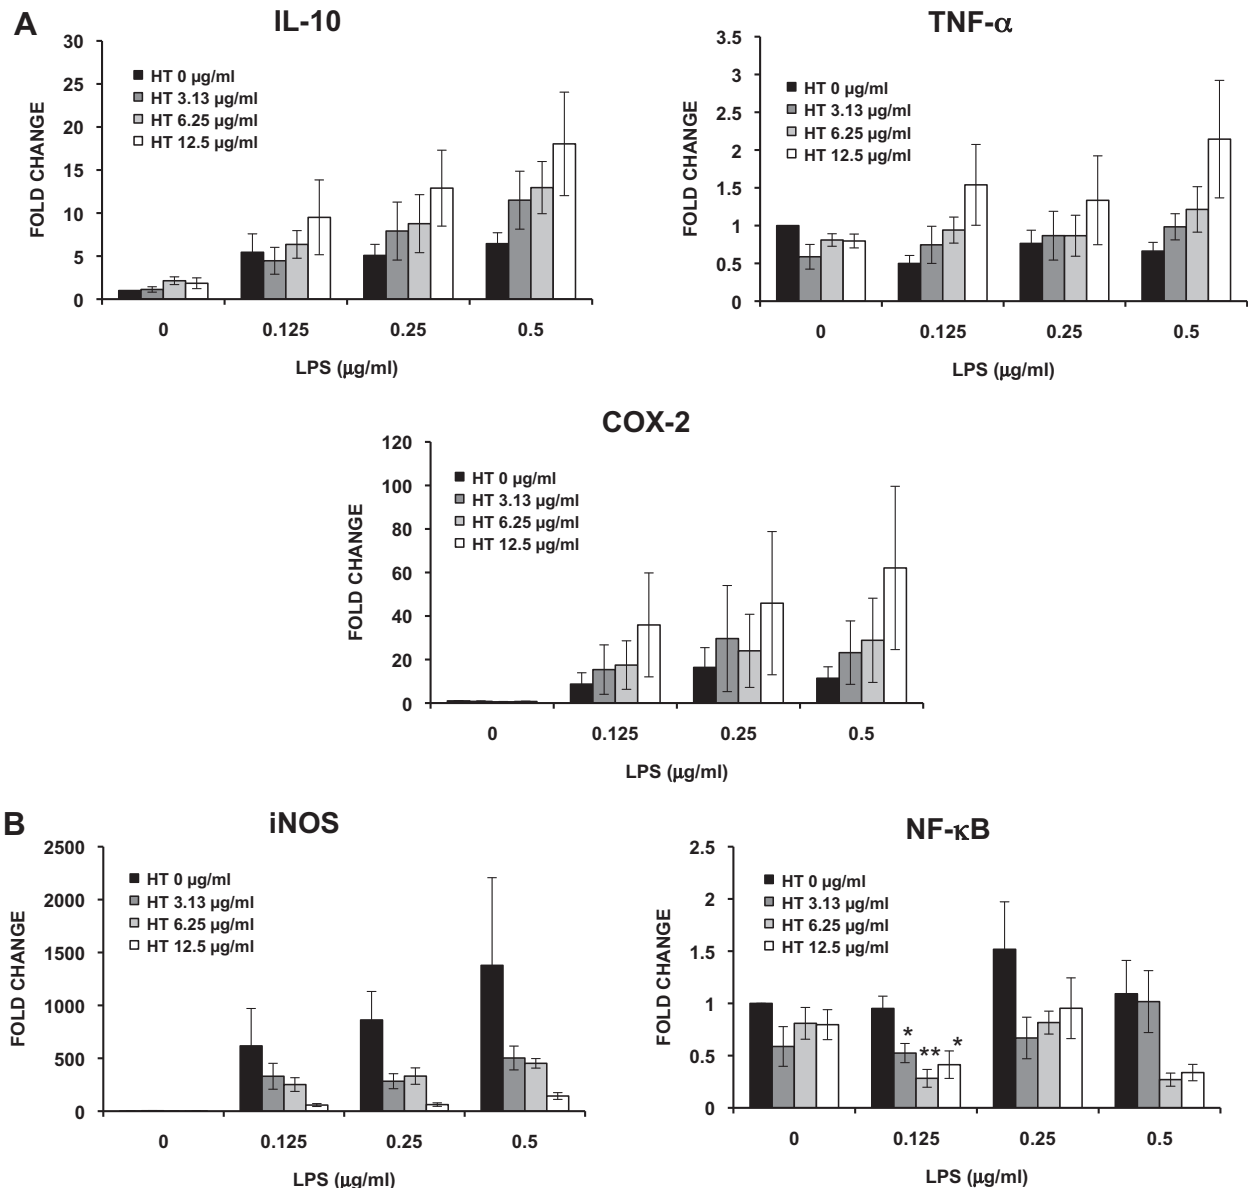 A
IL-10
30
25
20
15
10
5
0
FOLD CHANGE
HT 0 µg/ml
HT 3.13 µg/ml
HT 6.25 µg/ml
HT 12.5 µg/ml
0 0.125 0.25 0.5
LPS (µg/ml)
TNF-α
3.5
3
2.5
2
1.5
1
0.5
0
FOLD CHANGE
HT 0 µg/ml
HT 3.13 µg/ml
HT 6.25 µg/ml
HT 12.5 µg/ml
0 0.125 0.25 0.5
LPS (µg/ml)
COX-2
120
100
80
60
40
20
0
FOLD CHANGE
HT 0 µg/ml
HT 3.13 µg/ml
HT 6.25 µg/ml
HT 12.5 µg/ml
0 0.125 0.25 0.5
LPS (µg/ml)
B
iNOS
2500
2000
1500
1000
500
0
FOLD CHANGE
HT 0 µg/ml
HT 3.13 µg/ml
HT 6.25 µg/ml
HT 12.5 µg/ml
0 0.125 0.25 0.5
LPS (µg/ml)
NF-κB
2.5
2
1.5
1
0.5
0
FOLD CHANGE
HT 0 µg/ml
HT 3.13 µg/ml
HT 6.25 µg/ml
HT 12.5 µg/ml
* ** *
0 0.125 0.25 0.5
LPS (µg/ml)